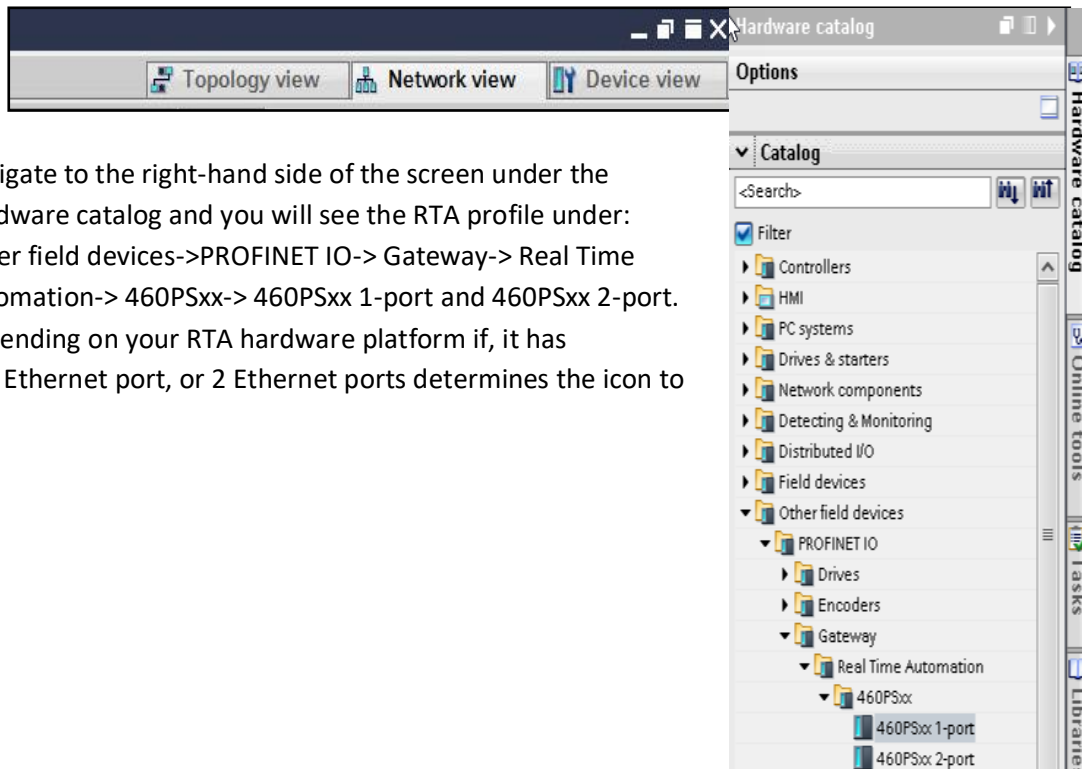 Topology view
Network view
Device view
igate to the right-hand side of the screen under the
dware catalog and you will see the RTA profile under:
er field devices->PROFINET IO-> Gateway-> Real Time
omation-> 460PSxx-> 460PSxx 1-port and 460PSxx 2-port.
ending on your RTA hardware platform if, it has
Ethernet port, or 2 Ethernet ports determines the icon to
Hardware catalog
Options
Catalog
<Search>
Filter
Controllers
HMI
PC systems
Drives & starters
Network components
Detecting & Monitoring
Distributed I/O
Field devices
Other field devices
PROFINET IO
Drives
Encoders
Gateway
Real Time Automation
460PSxx
460PSxx 1-port
460PSxx 2-port
Hardware catalog
Online tools
Tasks
Libraries